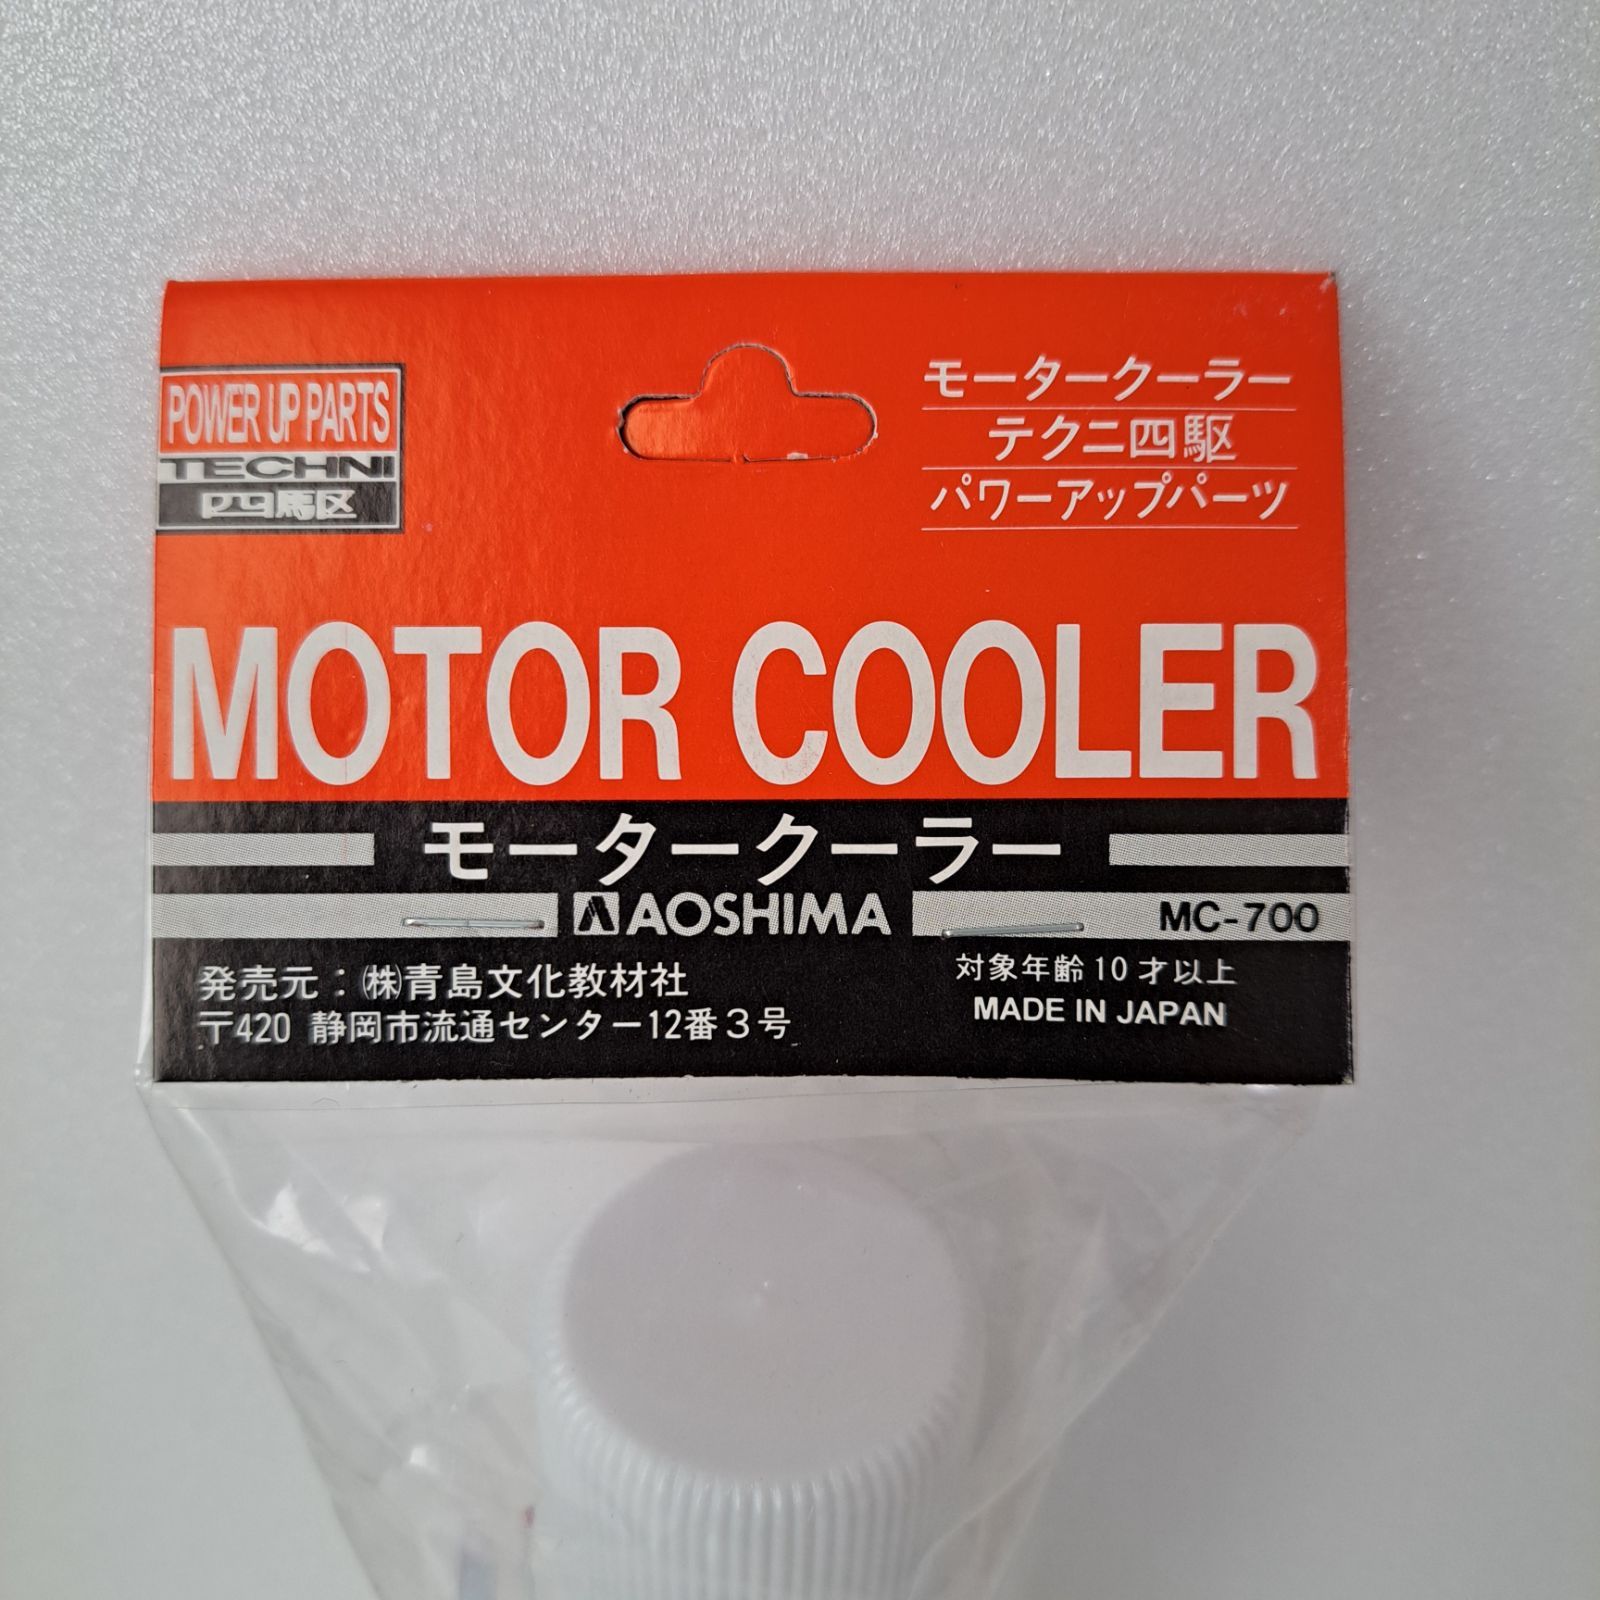 POWER UP PARTS
TECHNI
四駆
モータークーラー
テクニ四駆
パワーアップパーツ
MOTOR COOLER
モータークーラー
AOSHIMA
MC-700
発売元：㈱青島文化教材社
〒420 静岡市流通センター12番3号
対象年齢10才以上
MADE IN JAPAN